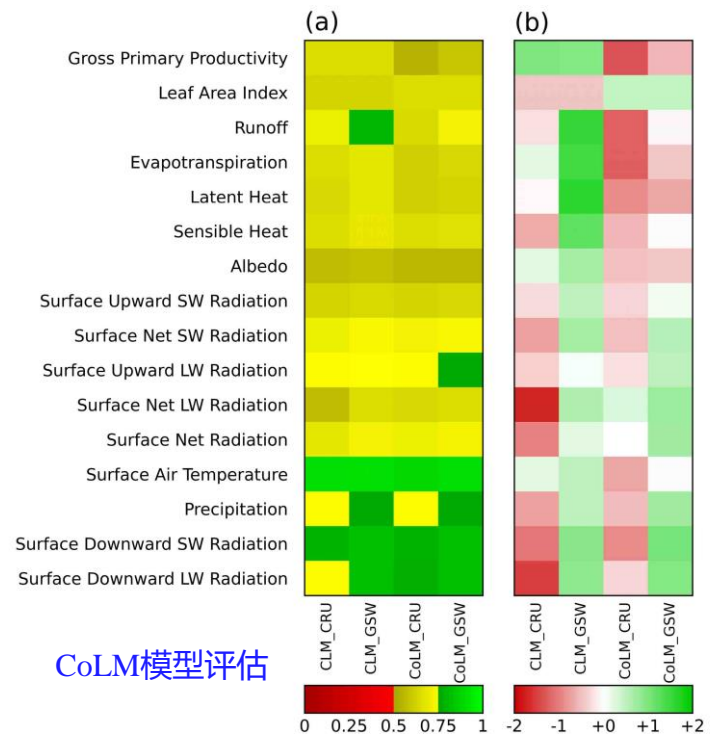 (a) (b)
Gross Primary Productivity
Leaf Area Index
Runoff
Evapotranspiration
Latent Heat
Sensible Heat
Albedo
Surface Upward SW Radiation
Surface Net SW Radiation
Surface Upward LW Radiation
Surface Net LW Radiation
Surface Net Radiation
Surface Air Temperature
Precipitation
Surface Downward SW Radiation
Surface Downward LW Radiation
CLM_CRU CLM_GSW CoLM_CRU CoLM_GSW CLM_CRU CLM_GSW CoLM_CRU CoLM_GSW
CoLM模型评估
0 0.25 0.5 0.75 1 -2 -1 +0 +1 +2